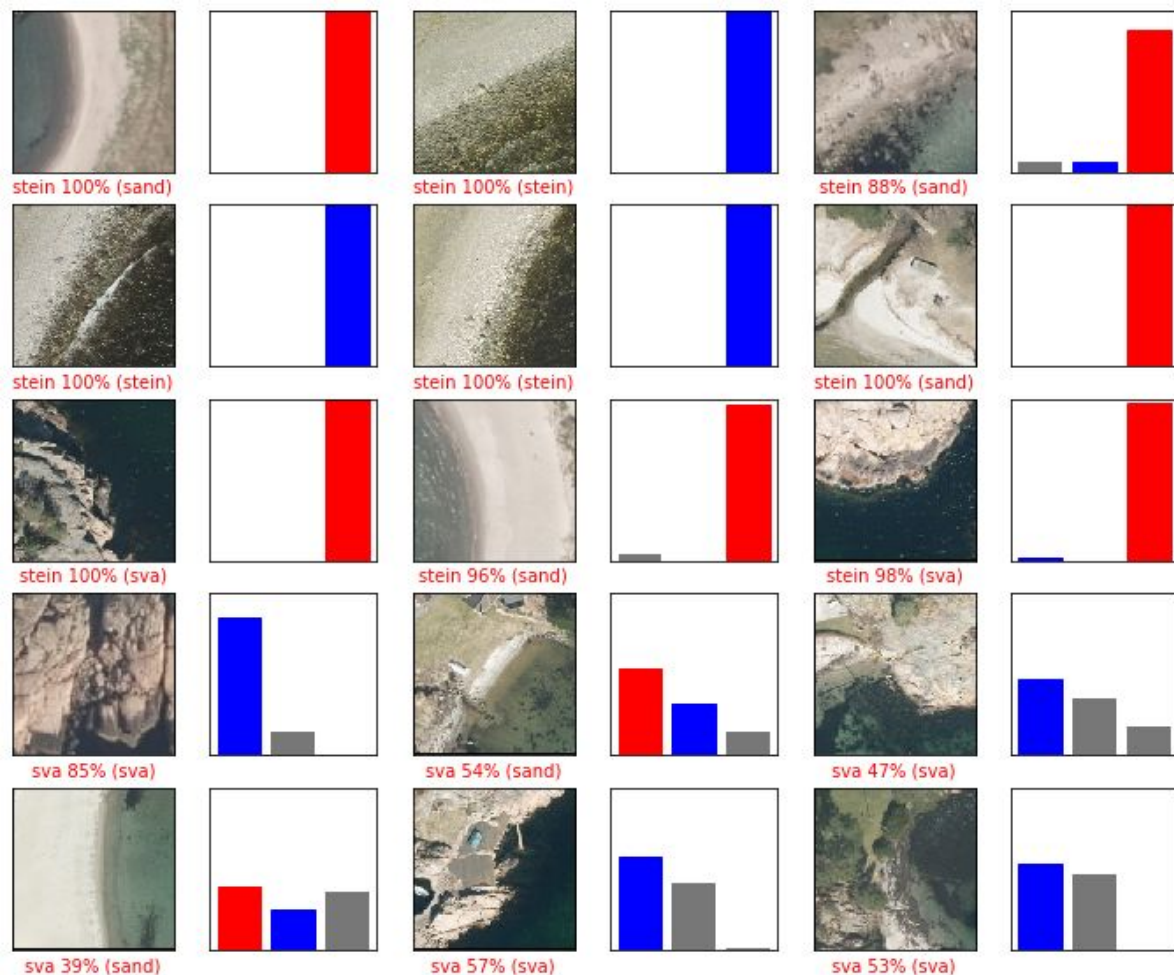 stein 100% (sand)
stein 100% (stein)
stein 88% (sand)
stein 100% (stein)
stein 100% (stein)
stein 100% (sand)
stein 100% (sva)
stein 96% (sand)
stein 98% (sva)
sva 85% (sva)
sva 54% (sand)
sva 47% (sva)
sva 39% (sand)
sva 57% (sva)
sva 53% (sva)